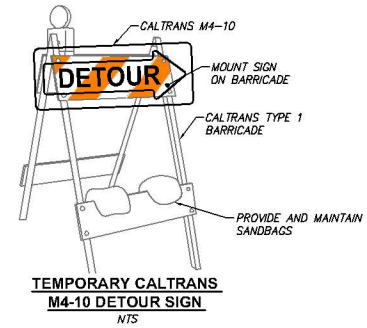 CALTRANS M4-10
DETOUR
MOUNT SIGN
ON BARRICADE
CALTRANS TYPE 1
BARRICADE
PROVIDE AND MAINTAIN
SANDBAGS
TEMPORARY CALTRANS
M4-10 DETOUR SIGN
NTS